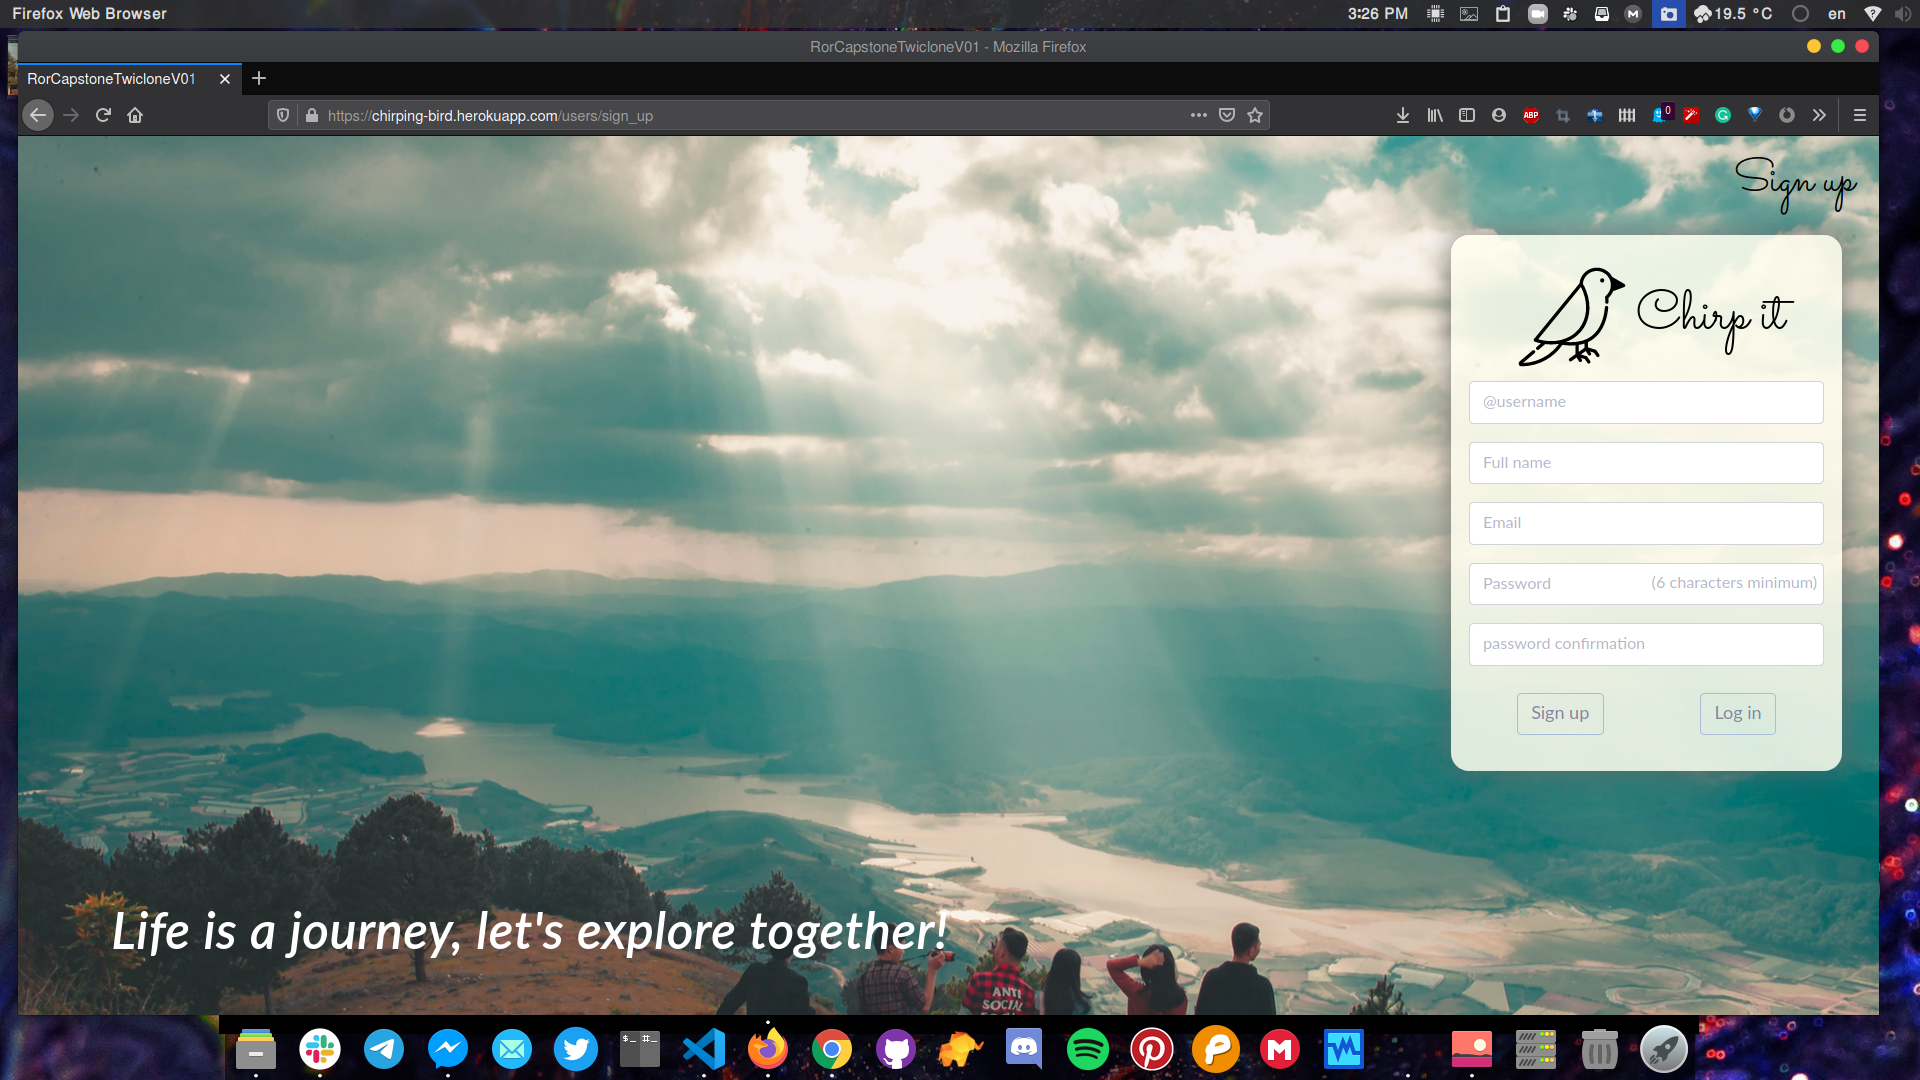 Firefox Web Browser
3:26 PM
M
19.5 °C
en
?
RorCapstoneTwicloneV01 - Mozilla Firefox
RorCapstoneTwicloneV01
https://chirping-bird.herokuapp.com/users/sign_up
ABP
0
G
Sign up
Chirp it
@username
Full name
Email
Password (6 characters minimum)
password confirmation
Sign up Log in
Life is a journey, let's explore together!
ANTI
SOCIAL
$_ #_